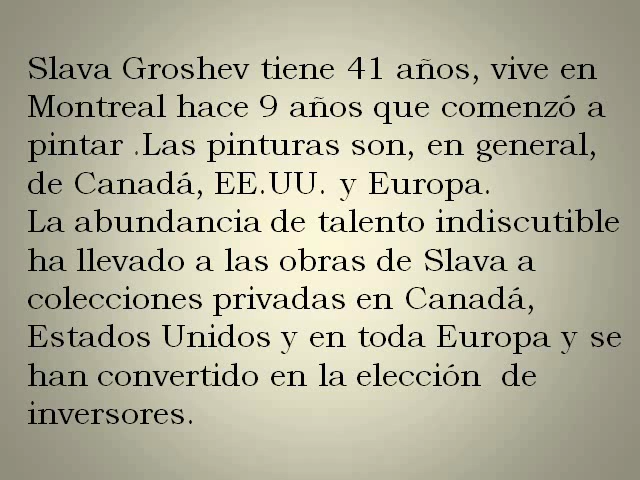 Slava Groshev tiene 41 años, vive en
Montreal hace 9 años que comenzó a
pintar .Las pinturas son, en general,
de Canadá, EE.UU. y Europa.
La abundancia de talento indiscutible
ha llevado a las obras de Slava a
colecciones privadas en Canadá,
Estados Unidos y en toda Europa y se
han convertido en la elección  de
inversores.